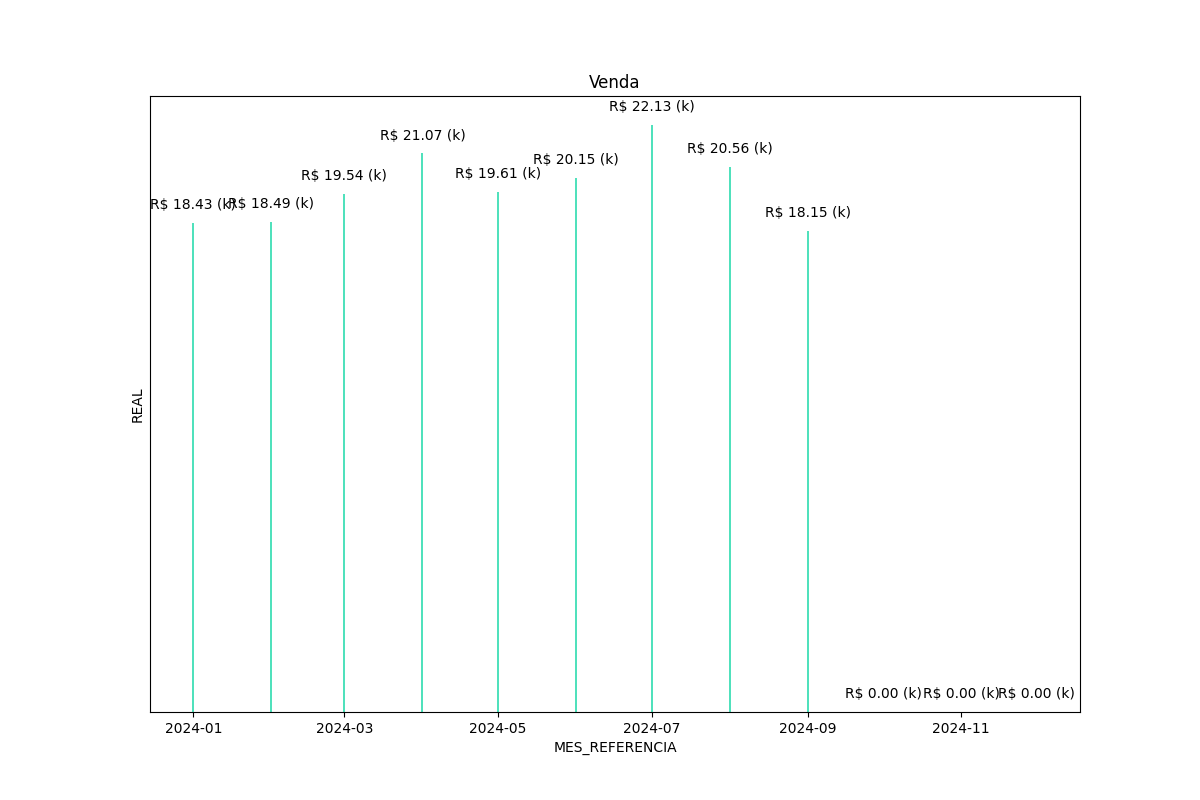 Venda
R$ 22.13 (k)
R$ 21.07 (k)
R$ 20.56 (k)
R$ 20.15 (k)
R$ 19.54 (k)
R$ 19.61 (k)
R$ 18.43 (k)
R$ 18.49 (k)
R$ 18.15 (k)
REAL
R$ 0.00 (k)
R$ 0.00 (k)
R$ 0.00 (k)
2024-01 2024-03 2024-05 2024-07 2024-09 2024-11
MES_REFERENCIA